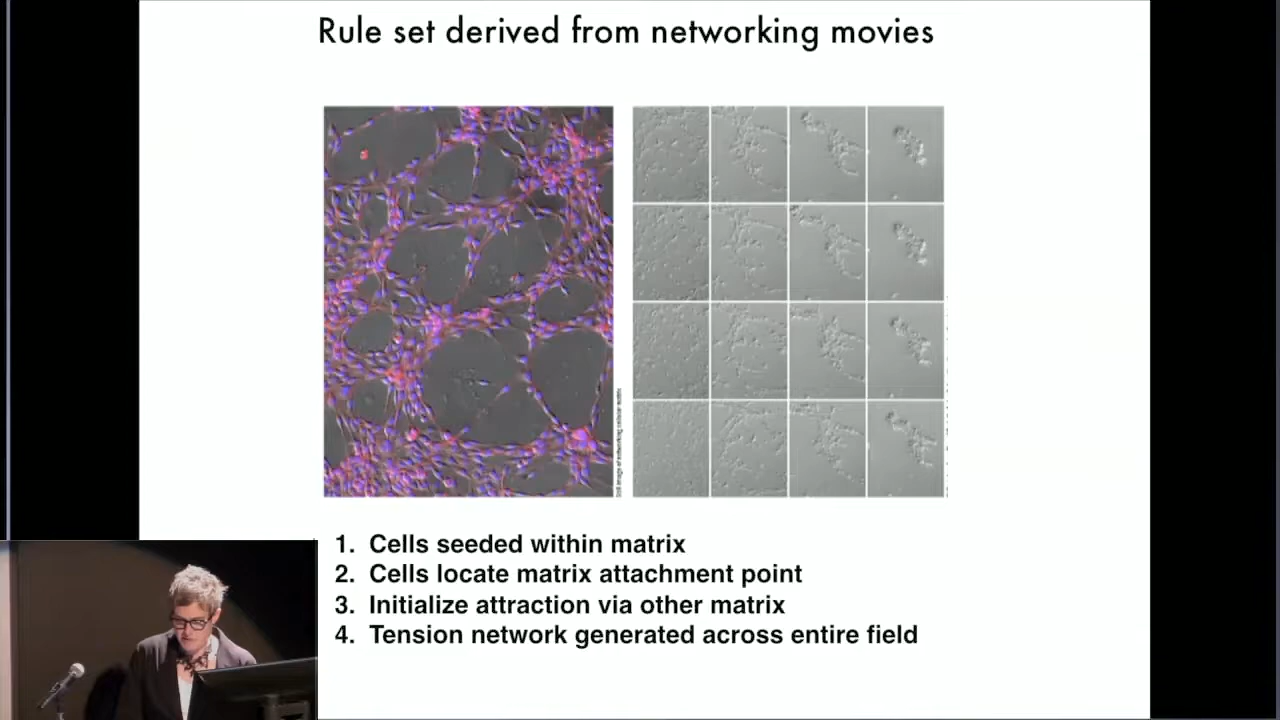 Rule set derived from networking movies
1. Cells seeded within matrix
2. Cells locate matrix attachment point
3. Initialize attraction via other matrix
4. Tension network generated across entire field